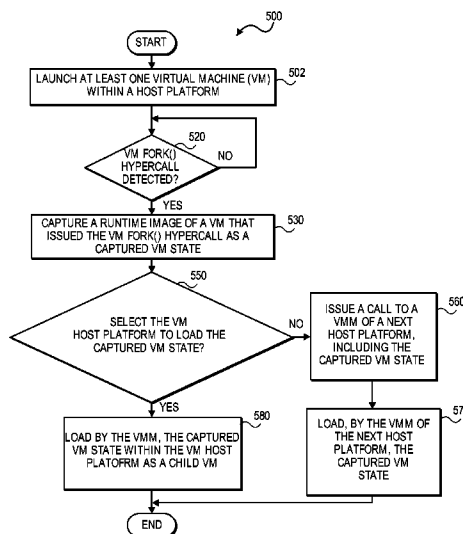 500
START
LAUNCH AT LEAST ONE VIRTUAL MACHINE (VM)
WITHIN A HOST PLATFORM
502
520
VM FORK()
HYPERCALL
DETECTED?
NO
YES
CAPTURE A RUNTIME IMAGE OF A VM THAT
ISSUED THE VM FORK() HYPERCALL AS A
CAPTURED VM STATE
530
550
SELECT THE VM
HOST PLATFORM TO LOAD THE
CAPTURED VM STATE?
NO
560
ISSUE A CALL TO A
VMM OF A NEXT
HOST PLATFORM,
INCLUDING THE
CAPTURED VM STATE
YES
580
LOAD BY THE VMM, THE CAPTURED
VM STATE WITHIN THE VM HOST
PLATOFRM AS A CHILD VM
57
LOAD, BY THE VMM OF
THE NEXT HOST
PLATFORM, THE
CAPTURED VM
STATE
END